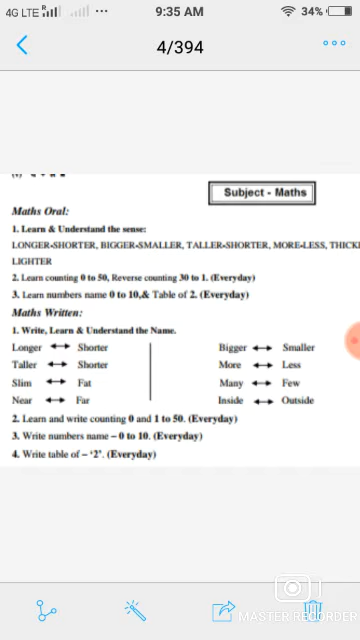 4G LTE R 9:35 AM 34%
4/394
Subject - Maths
Maths Oral:
1. Learn & Understand the sense:
LONGER-SHORTER, BIGGER-SMALLER, TALLER-SHORTER, MORE-LESS, THICK
LIGHTER
2. Learn counting 0 to 50, Reverse counting 30 to 1. (Everyday)
3. Learn numbers name 0 to 10,& Table of 2. (Everyday)
Maths Written:
1. Write, Learn & Understand the Name.
Longer ↔ Shorter Bigger ↔ Smaller
Taller ↔ Shorter More ↔ Less
Slim ↔ Fat Many ↔ Few
Near ↔ Far Inside ↔ Outside
2. Learn and write counting 0 and 1 to 50. (Everyday)
3. Write numbers name – 0 to 10. (Everyday)
4. Write table of – ‘2’. (Everyday)
MASTER RECORDER